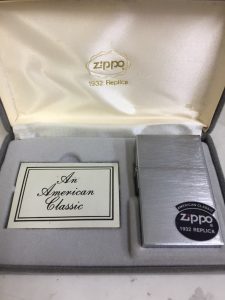 zippo
1932 Replica
An
American
Classic
AMERICAN CLASSIC
zippo
1932 REPLICA